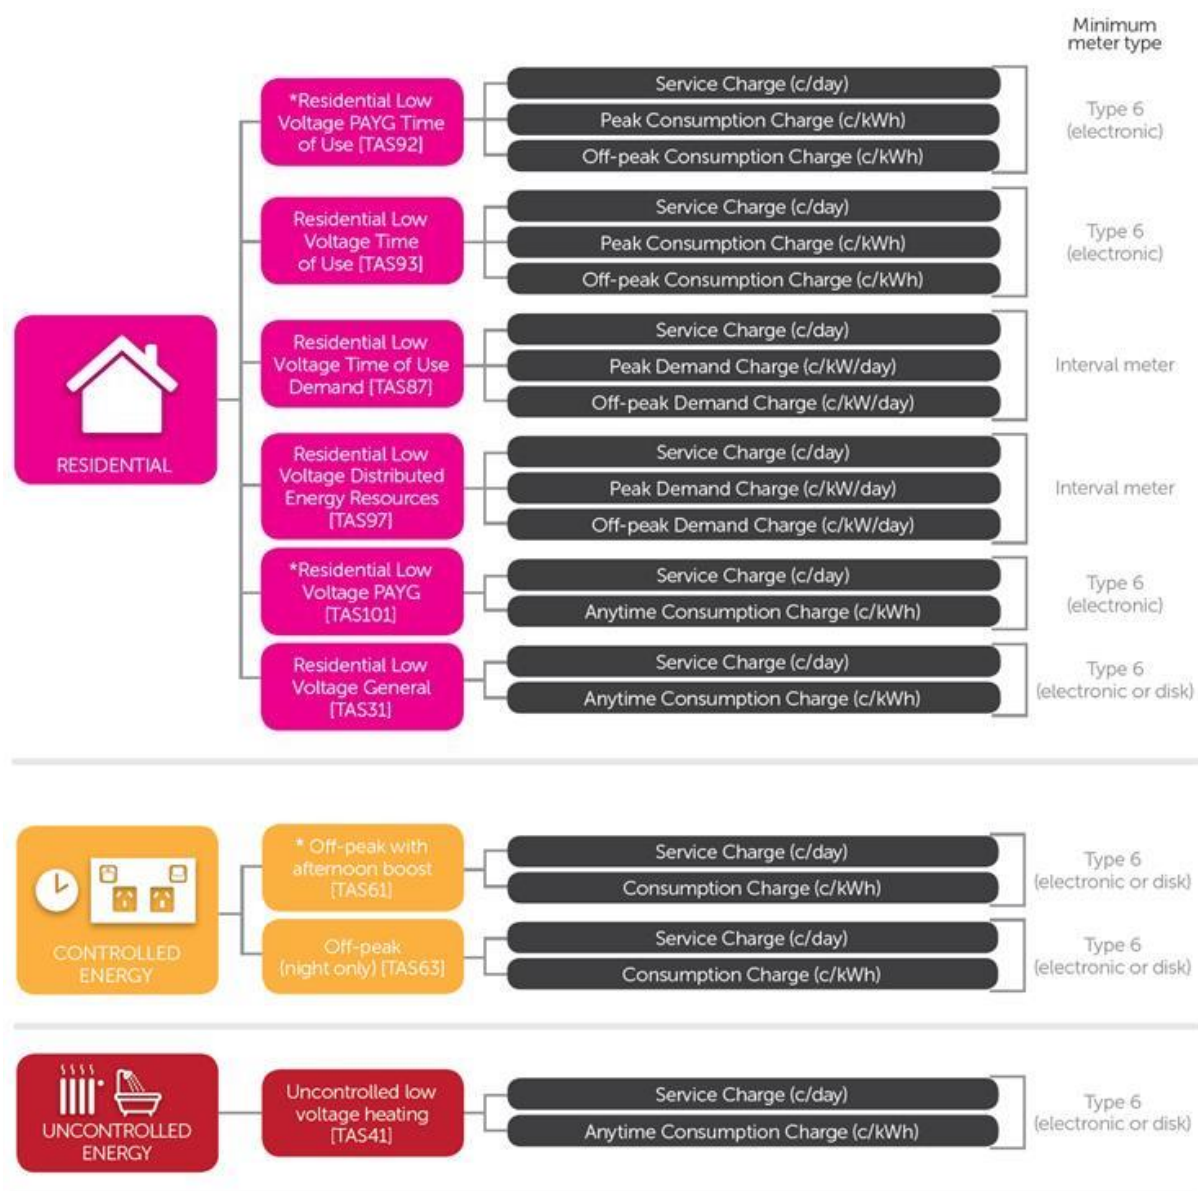 Minimum
meter type
*Residential Low
Voltage PAYG Time
of Use [TAS92]
Service Charge (c/day)
Peak Consumption Charge (c/kWh)
Off-peak Consumption Charge (c/kWh)
Type 6
(electronic)
Residential Low
Voltage Time
of Use [TAS93]
Service Charge (c/day)
Peak Consumption Charge (c/kWh)
Off-peak Consumption Charge (c/kWh)
Type 6
(electronic)
RESIDENTIAL
Residential Low
Voltage Time of Use
Demand [TAS87]
Service Charge (c/day)
Peak Demand Charge (c/kW/day)
Off-peak Demand Charge (c/kW/day)
Interval meter
Residential Low
Voltage Distributed
Energy Resources
[TAS97]
Service Charge (c/day)
Peak Demand Charge (c/kW/day)
Off-peak Demand Charge (c/kW/day)
Interval meter
*Residential Low
Voltage PAYG
[TAS101]
Service Charge (c/day)
Anytime Consumption Charge (c/kWh)
Type 6
(electronic)
Residential Low
Voltage General
[TAS31]
Service Charge (c/day)
Anytime Consumption Charge (c/kWh)
Type 6
(electronic or disk)
CONTROLLED
ENERGY
* Off-peak with
afternoon boost
[TAS61]
Service Charge (c/day)
Consumption Charge (c/kWh)
Type 6
(electronic or disk)
Off-peak
(night only) [TAS63]
Service Charge (c/day)
Consumption Charge (c/kWh)
Type 6
(electronic or disk)
UNCONTROLLED
ENERGY
Uncontrolled low
voltage heating
[TAS41]
Service Charge (c/day)
Anytime Consumption Charge (c/kWh)
Type 6
(electronic or disk)